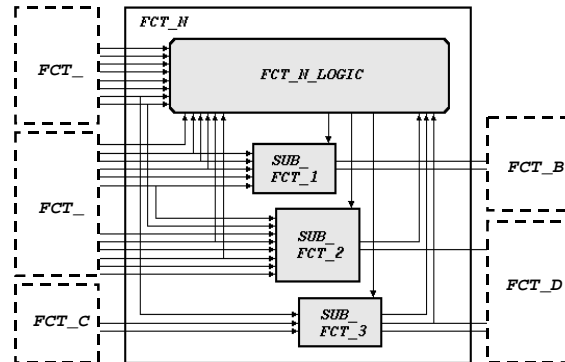 FCT_N
FCT_
FCT_N_LOGIC
FCT_
SUB_
FCT_1
FCT_B
SUB_
FCT_2
FCT_D
FCT_C
SUB_
FCT_3